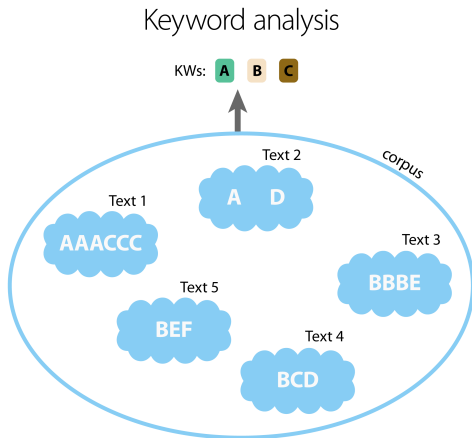 Keyword analysis
KWs: A B C
corpus
Text 2
A D
Text 1
AAACCC
Text 3
BBBE
Text 5
BEF
Text 4
BCD